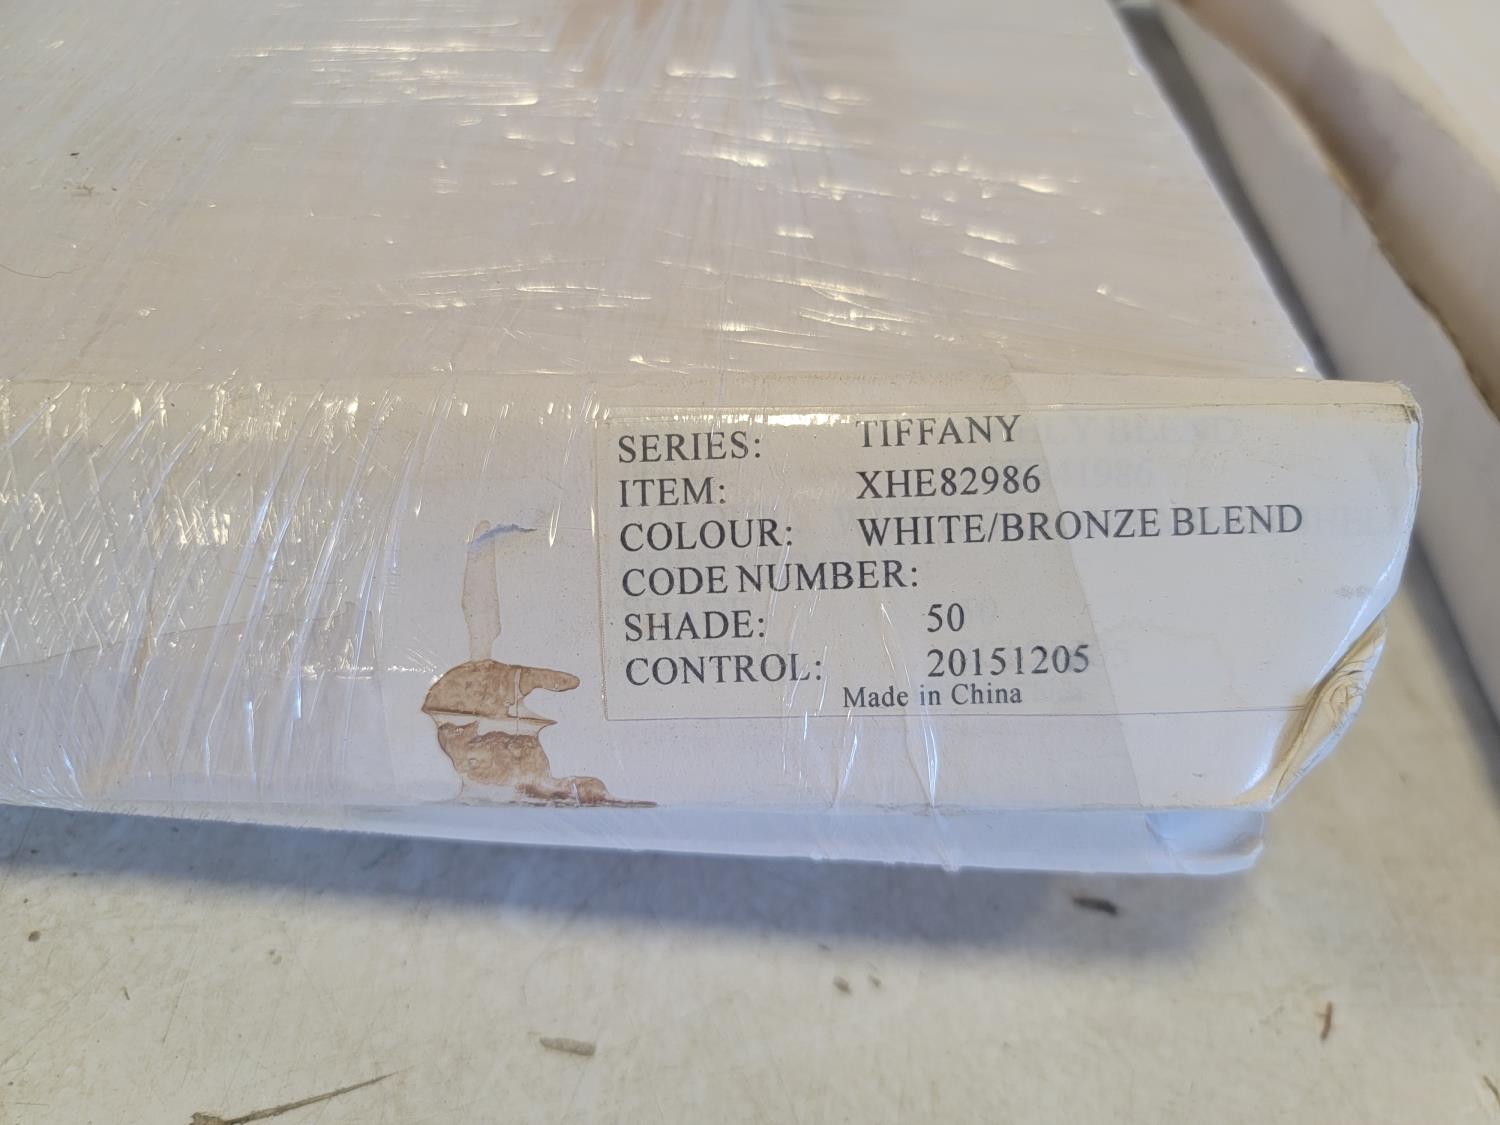 SERIES: TIFFANY
ITEM: XHE82986
COLOUR: WHITE/BRONZE BLEND
CODE NUMBER:
SHADE: 50
CONTROL: 20151205
Made in China